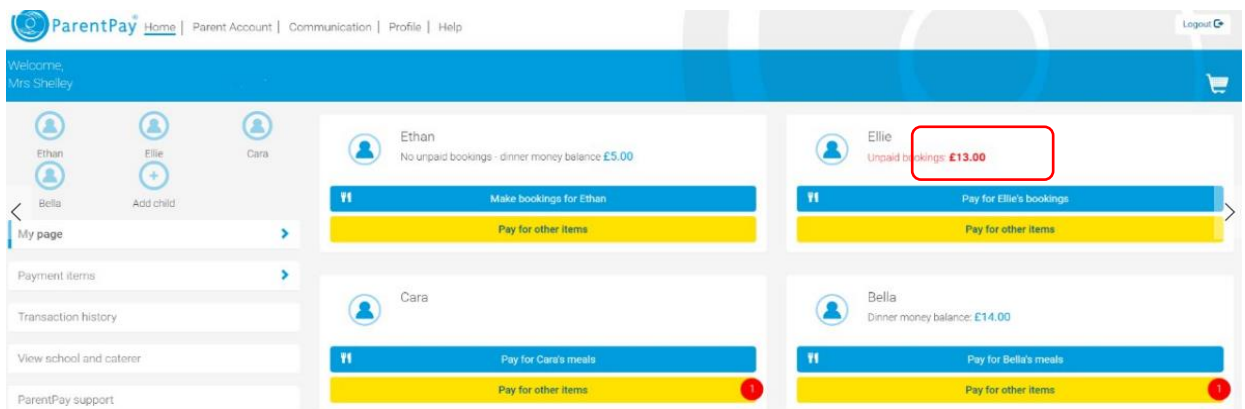 ParentPay Home | Parent Account | Communication | Profile | Help
Logout
Welcome,
Mrs Shelley
Ethan Ellie Cara
Bella Add child
My page
Payment items
Transaction history
View school and caterer
ParentPay support
Ethan
No unpaid bookings - dinner money balance £5.00
Make bookings for Ethan
Pay for other items
Ellie
Unpaid bookings: £13.00
Pay for Ellie's bookings
Pay for other items
Cara
Pay for Cara's meals
Pay for other items 1
Bella
Dinner money balance: £14.00
Pay for Bella's meals
Pay for other items 1